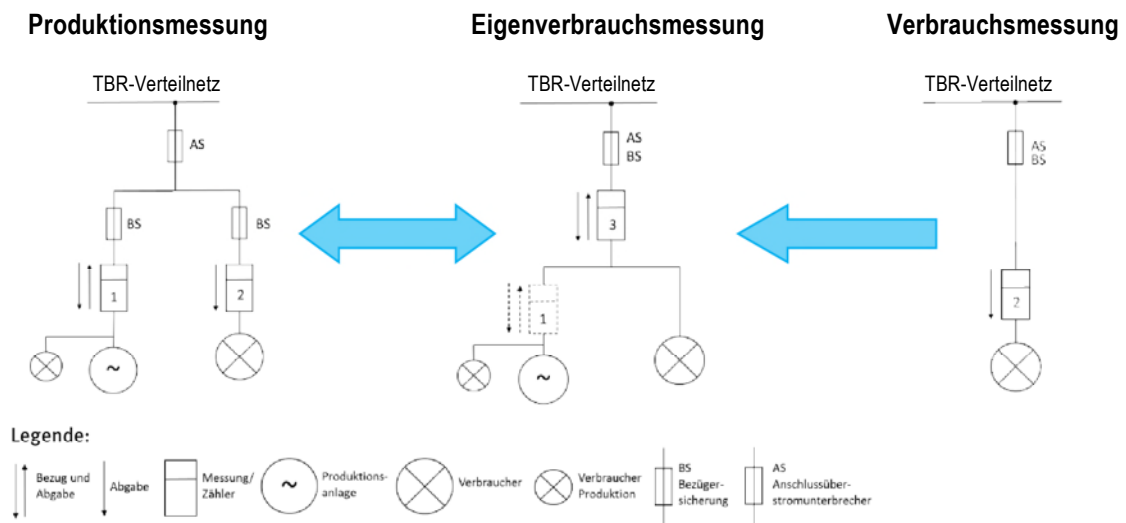 Produktionsmessung
Eigenverbrauchsmessung
Verbrauchsmessung
TBR-Verteilnetz
TBR-Verteilnetz
TBR-Verteilnetz
AS
AS
BS
AS
BS
BS
BS
3
1
2
1
2
~
~
Legende:
Bezug und
Abgabe
Abgabe
Messung/
Zähler
~
Produktions-
anlage
Verbraucher
Verbraucher
Produktion
BS
Bezüger-
sicherung
AS
Anschlussüber-
stromunterbrecher